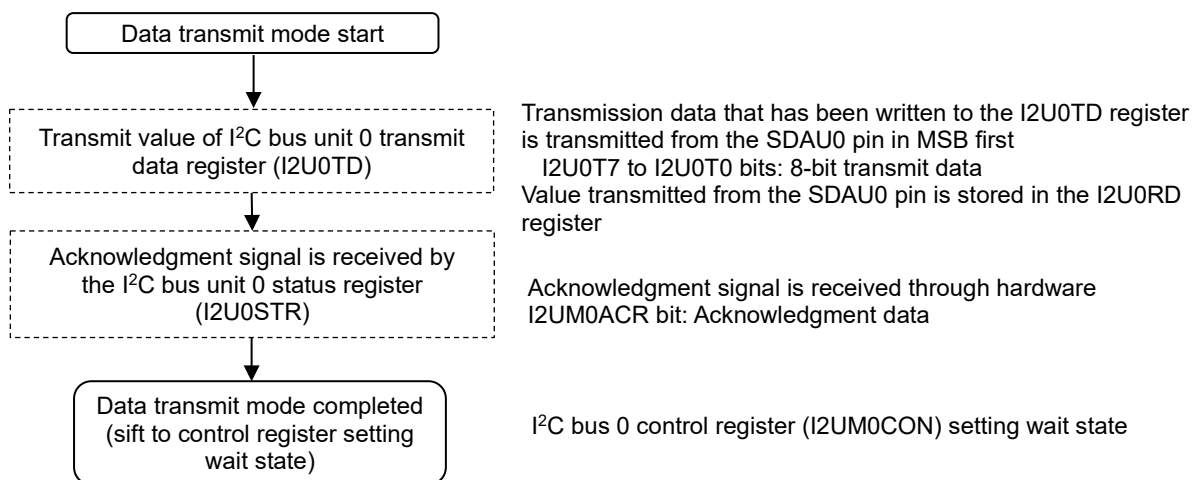 Data transmit mode start
Transmit value of I²C bus unit 0 transmit
data register (I2U0TD)
Transmission data that has been written to the I2U0TD register
is transmitted from the SDAU0 pin in MSB first
I2U0T7 to I2U0T0 bits: 8-bit transmit data
Value transmitted from the SDAU0 pin is stored in the I2U0RD
register
Acknowledgment signal is received by
the I²C bus unit 0 status register
(I2U0STR)
Acknowledgment signal is received through hardware
I2UM0ACR bit: Acknowledgment data
Data transmit mode completed
(sift to control register setting
wait state)
I²C bus 0 control register (I2UM0CON) setting wait state